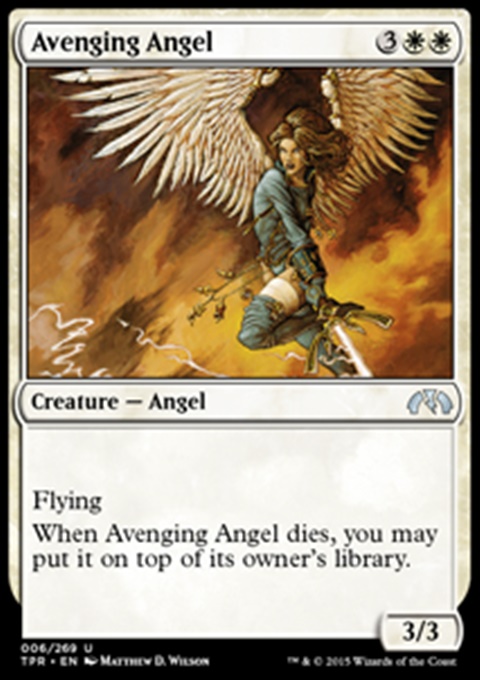 Avenging Angel 3
Creature — Angel
Flying
When Avenging Angel dies, you may
put it on top of its owner's library.
3/3
006/269 U
TPR • EN Matthew D. Wilson
™ & © 2015 Wizards of the Coast